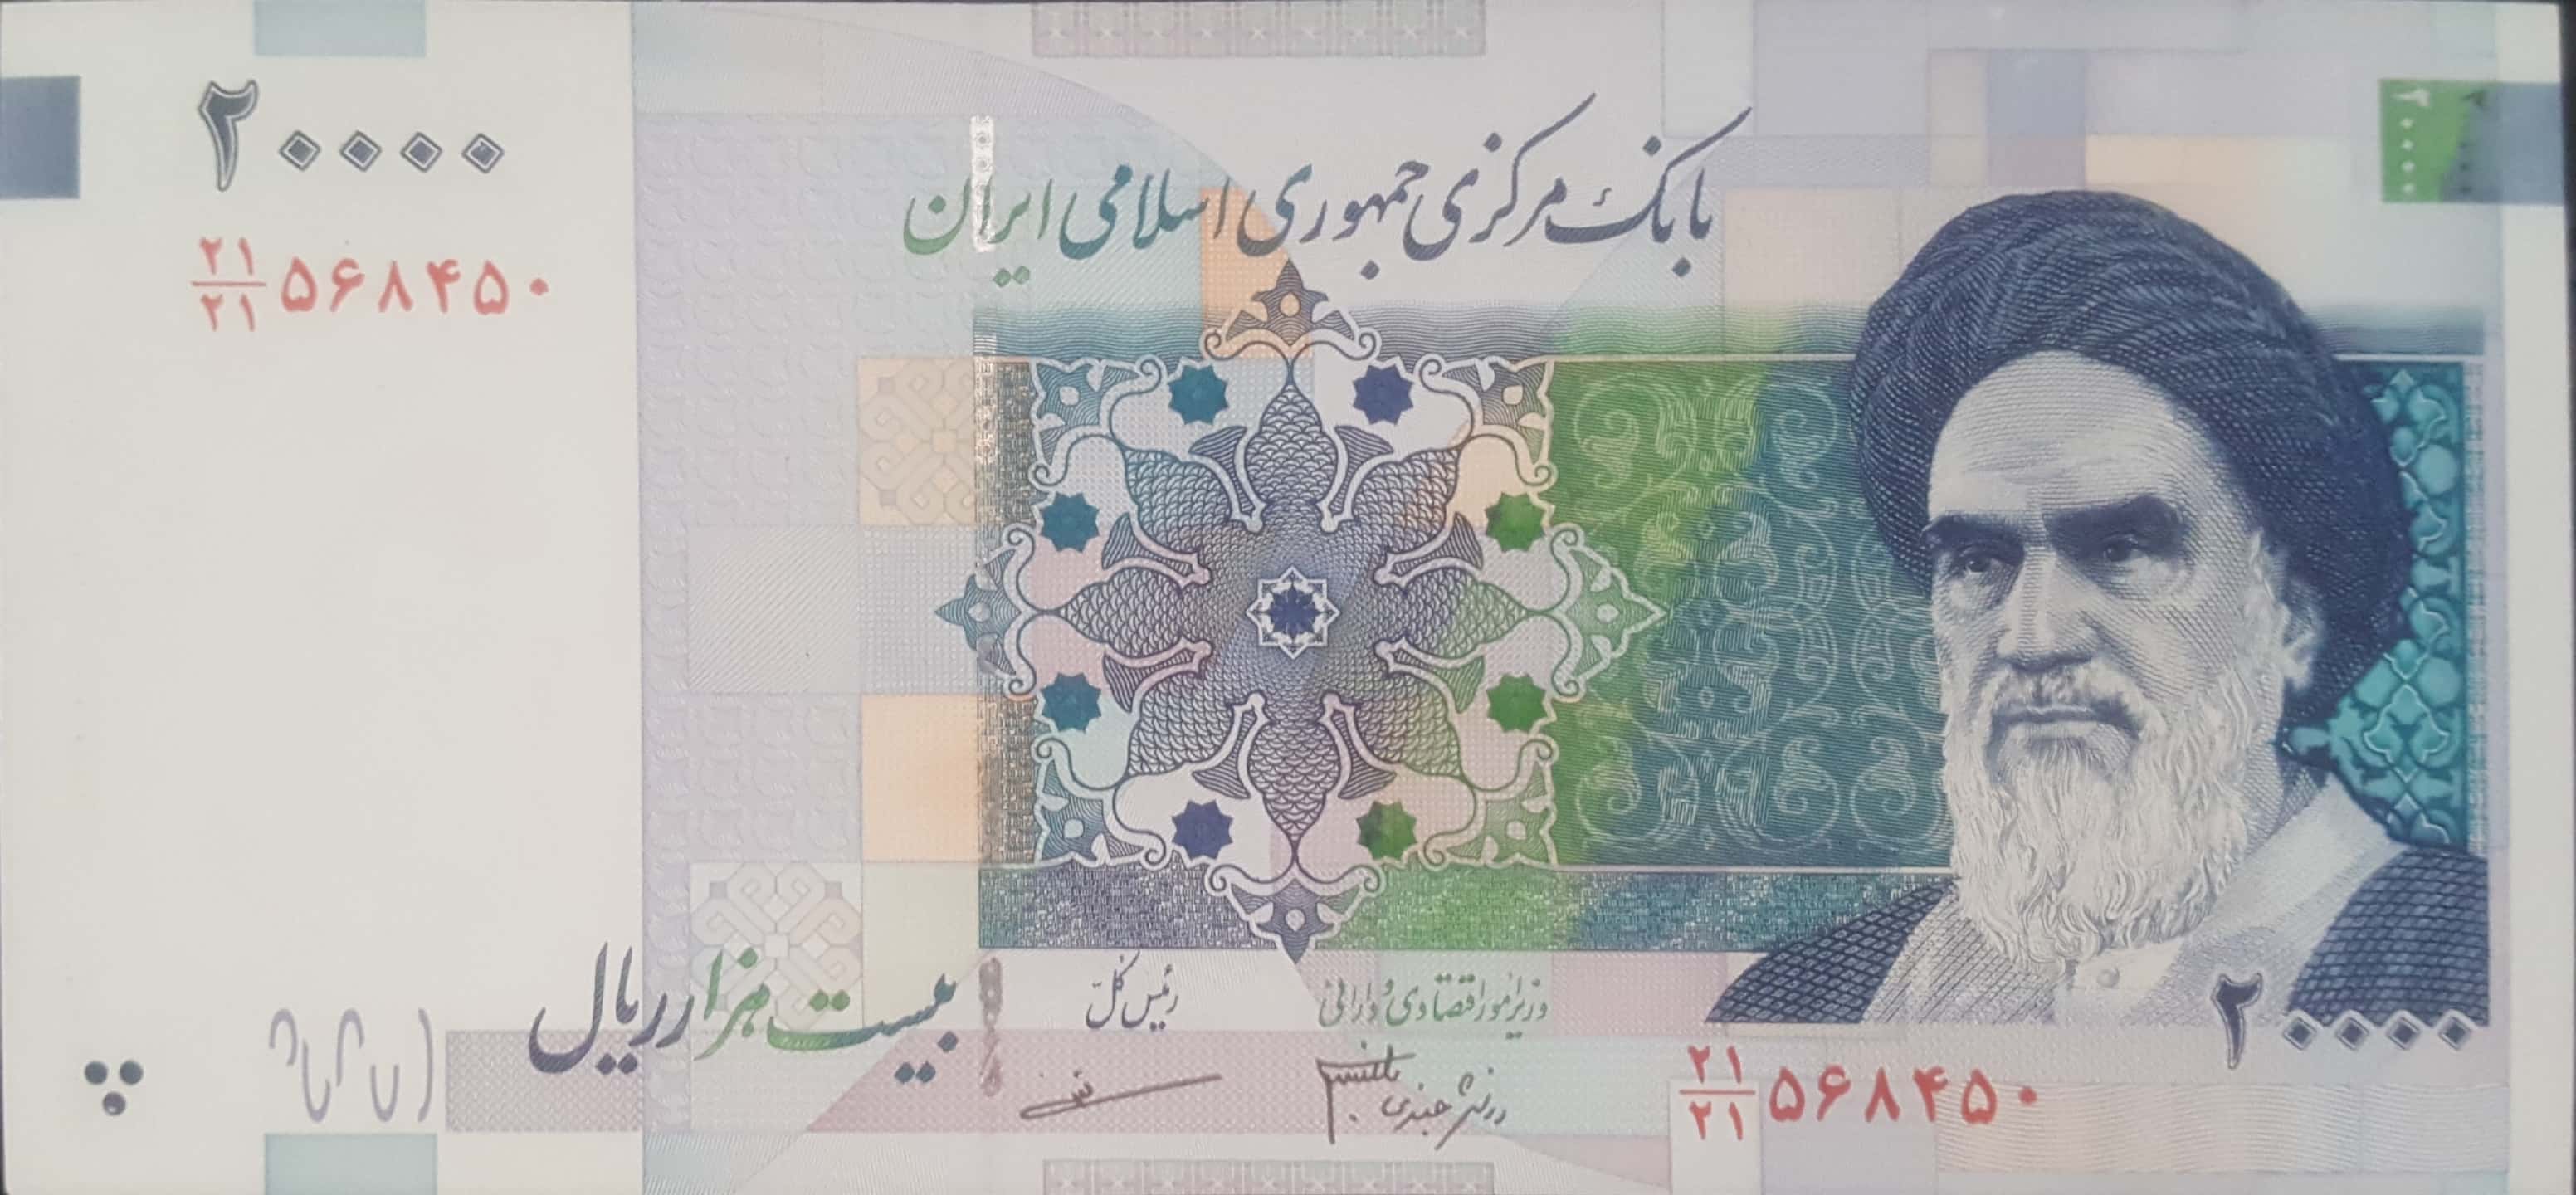 ۲۰۰۰۰
بانک مرکزی جمهوری اسلامی ایران
۲۰۰۰۰
۲۱/۲۱ ۵۶۸۴۵۰
بیست هزار ریال
رئیس کل
وزیر امور اقتصادی و دارائی
۲۰۰۰۰
۲۱/۲۱ ۵۶۸۴۵۰